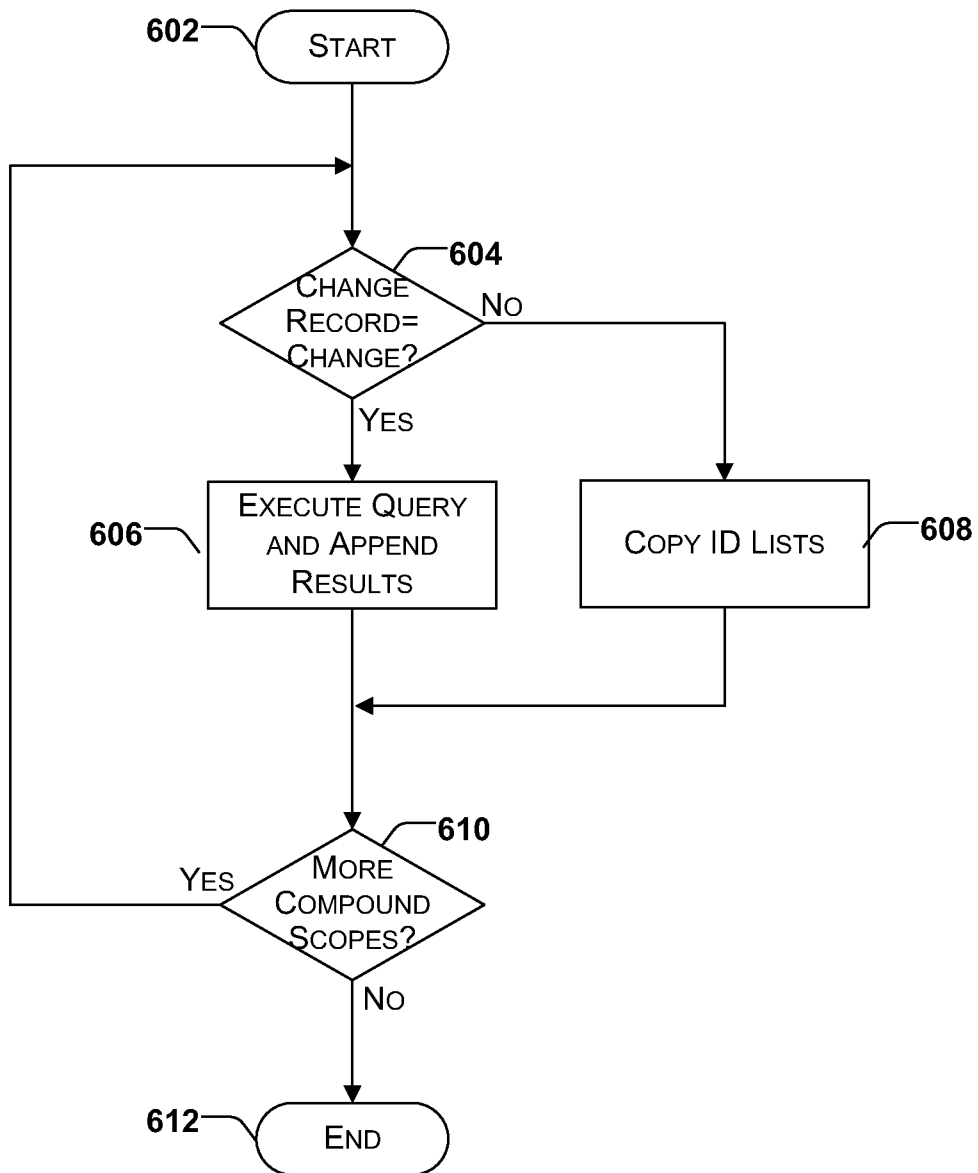 602
START
604
CHANGE
RECORD=
CHANGE?
NO
YES
606
EXECUTE QUERY
AND APPEND
RESULTS
COPY ID LISTS
608
610
MORE
COMPOUND
SCOPES?
YES
NO
612
END